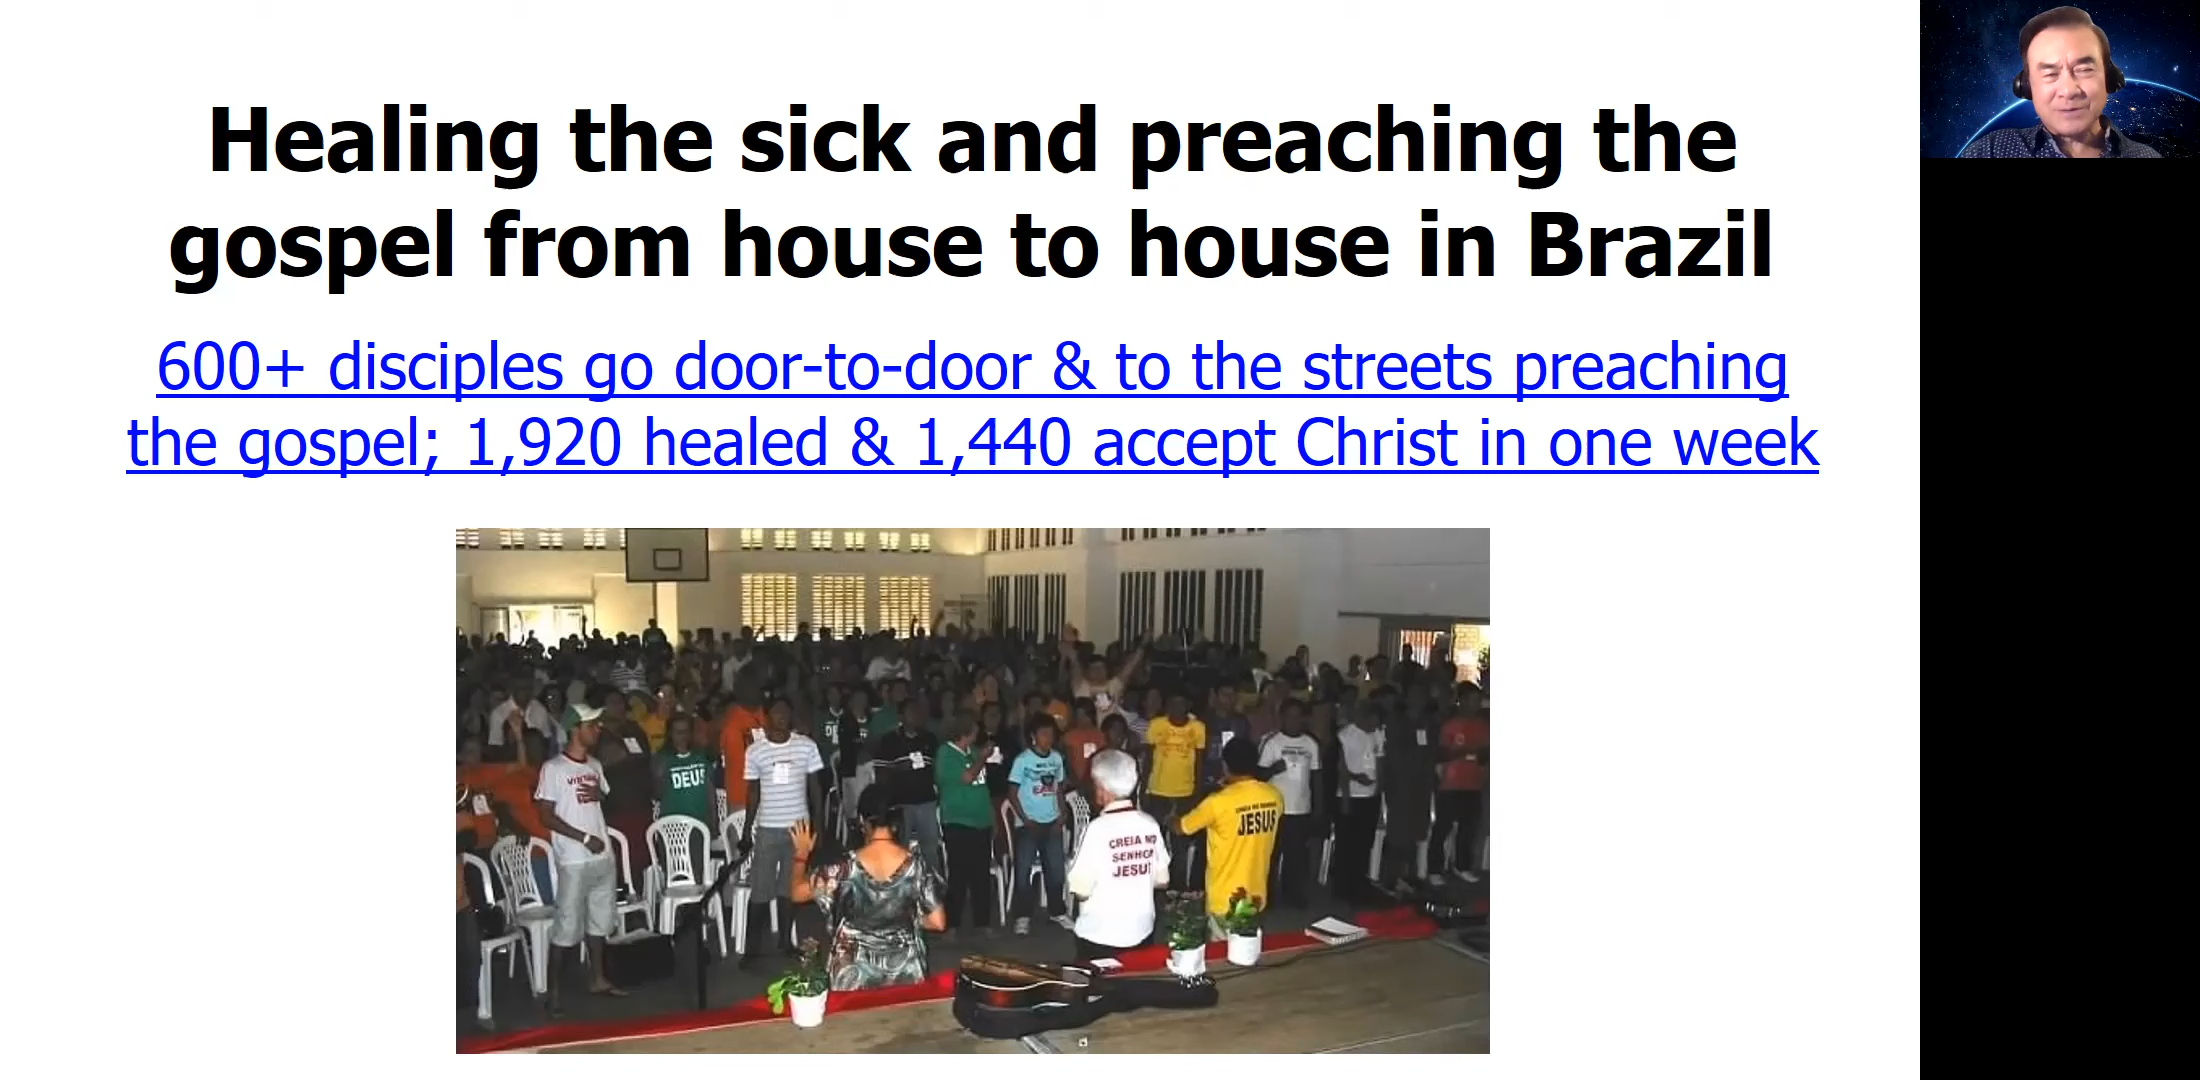 Healing the sick and preaching the
gospel from house to house in Brazil
600+ disciples go door-to-door & to the streets preaching
the gospel; 1,920 healed & 1,440 accept Christ in one week
DEUS
CREIA NO
SENHOR
JESUS
JESUS